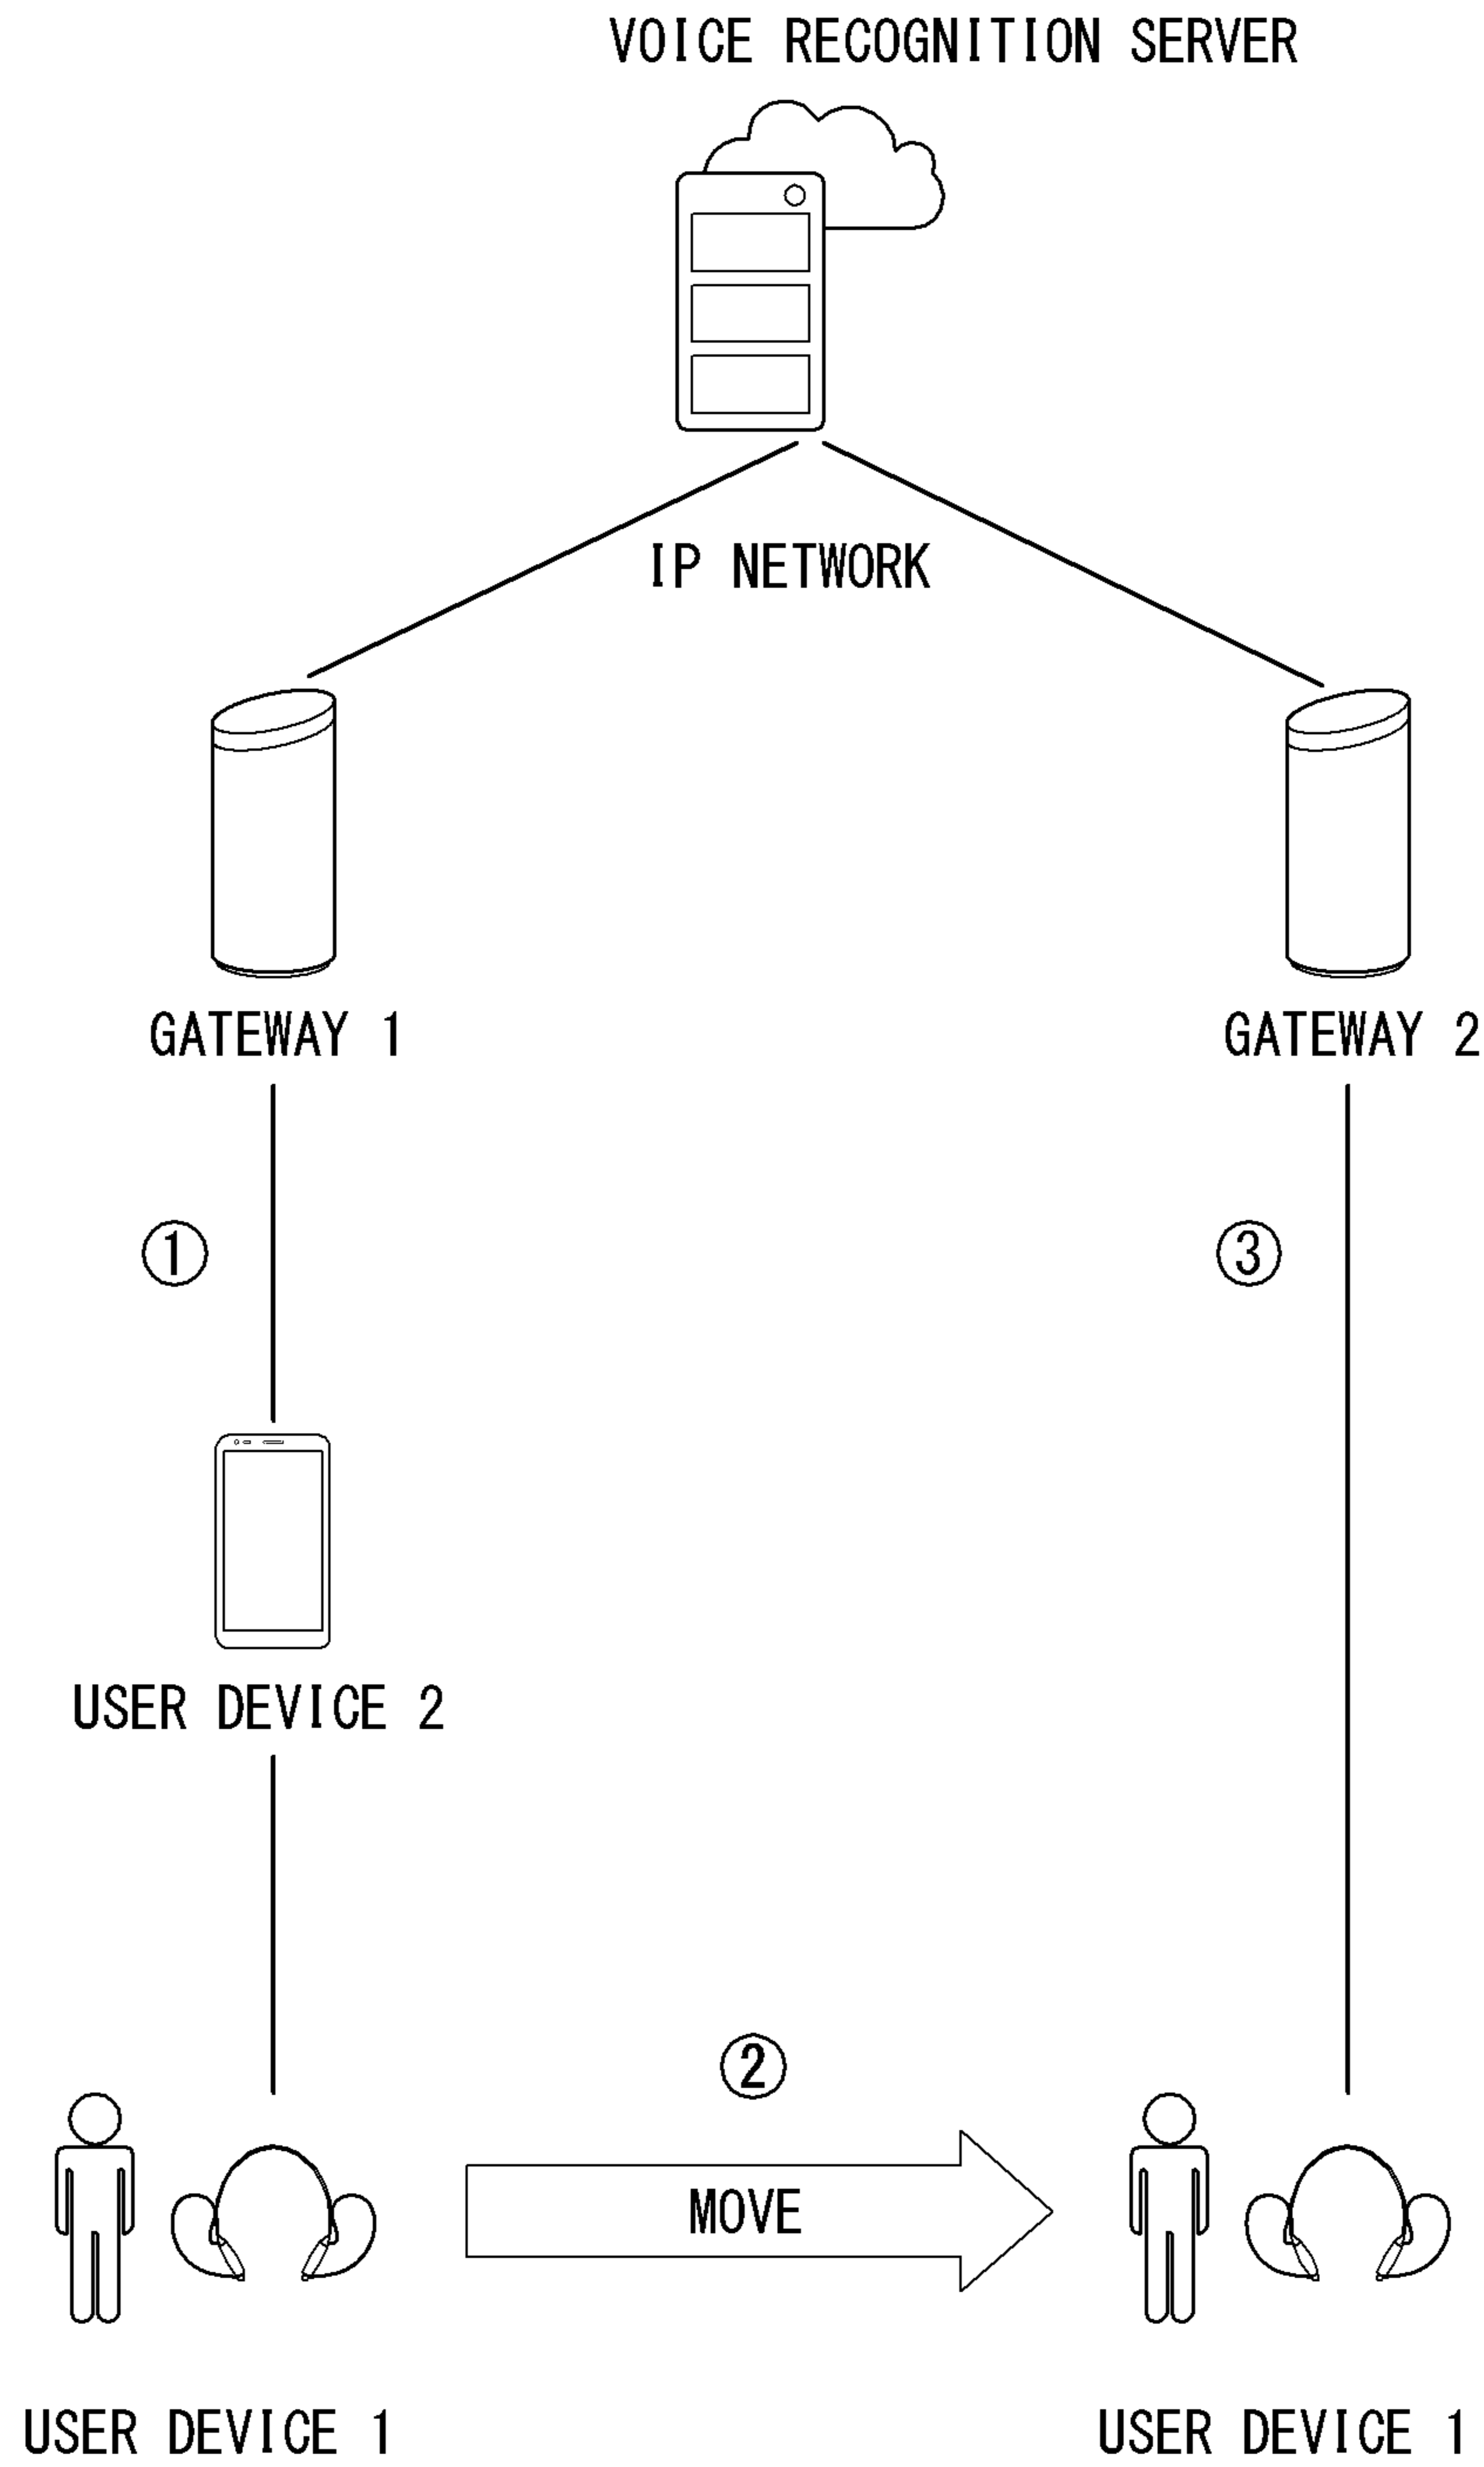 VOICE RECOGNITION SERVER
IP NETWORK
GATEWAY 1
GATEWAY 2
①
③
USER DEVICE 2
②
MOVE
USER DEVICE 1
USER DEVICE 1